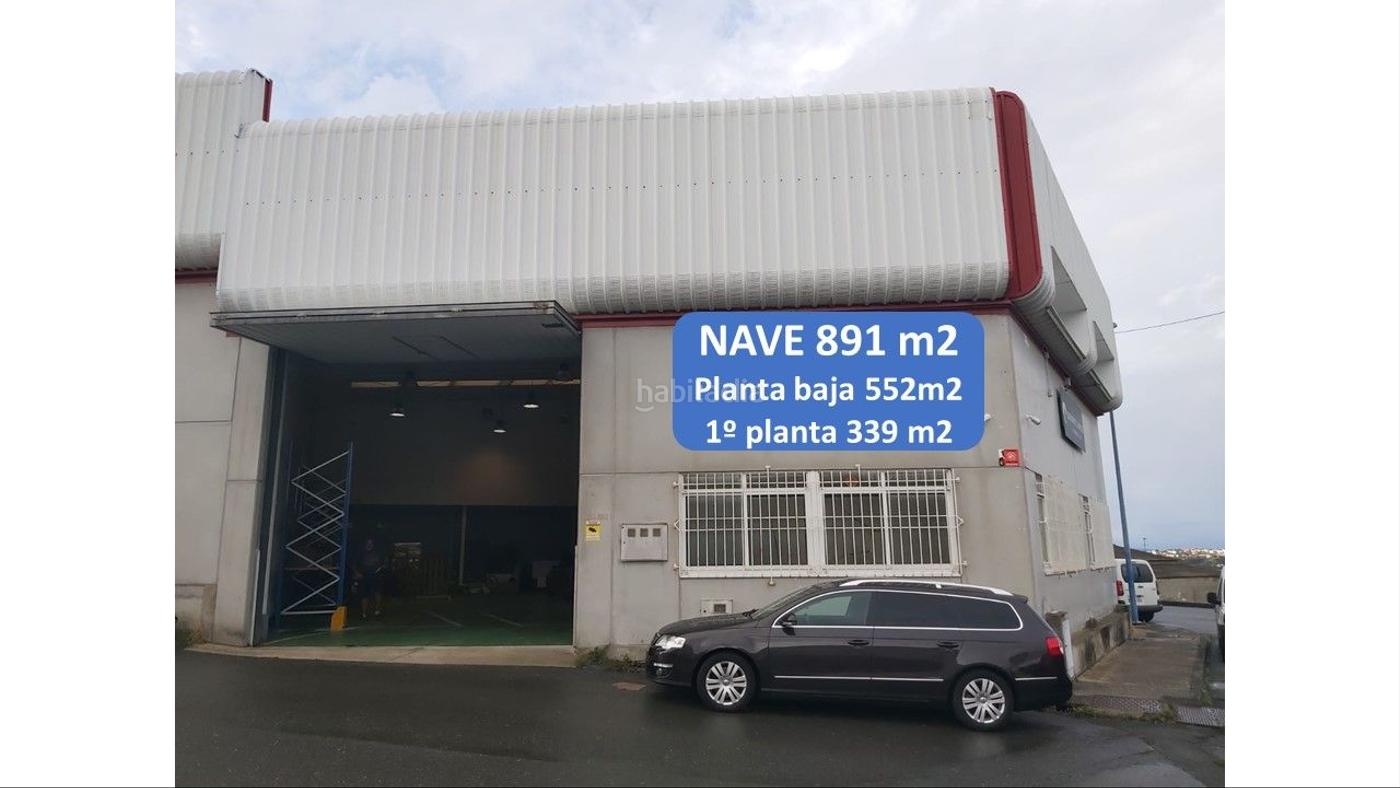 NAVE 891 m2
habitaclia
Planta baja 552m2
1º planta 339 m2